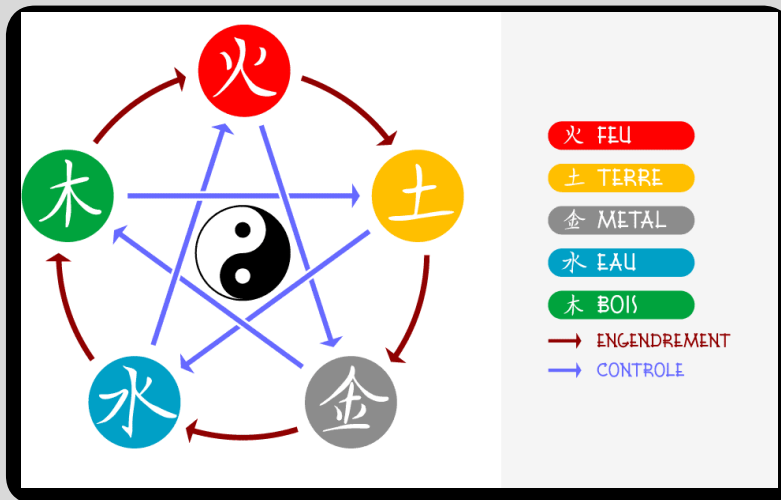 火
木
土
水
金
火 FEU
土 TERRE
金 METAL
水 EAU
木 BOIS
ENGENDREMENT
CONTROLE